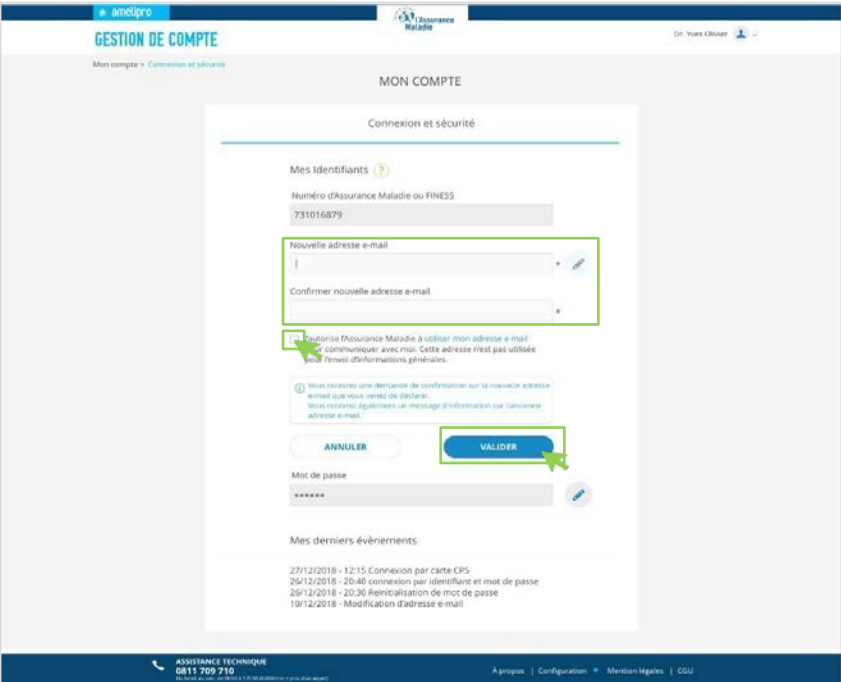 amelipro
l'Assurance
Maladie
GESTION DE COMPTE
Dr. Yves Olivier
Mon compte > Connexion et sécurité
MON COMPTE
Connexion et sécurité
Mes Identifiants ?
Numéro d'Assurance Maladie ou FINESS
731016879
Nouvelle adresse e-mail
*
Confirmer nouvelle adresse e-mail
*
J'autorise l'Assurance Maladie à utiliser mon adresse e-mail
communiquer avec moi. Cette adresse n'est pas utilisée
pour l'envoi d'informations générales.
Vous recevrez une demande de confirmation sur la nouvelle adresse
e-mail que vous venez de déclarer.
Vous recevrez également un message d'information sur l'ancienne
adresse e-mail.
ANNULER
VALIDER
Mot de passe
******
Mes derniers évènements
27/12/2018 - 12:15 Connexion par carte CPS
26/12/2018 - 20:40 connexion par identifiant et mot de passe
26/12/2018 - 20:30 Reinitialisation de mot de passe
10/12/2018 - Modification d'adresse e-mail
ASSISTANCE TECHNIQUE
0811 709 710
À propos | Configuration | Mention légales | CGU